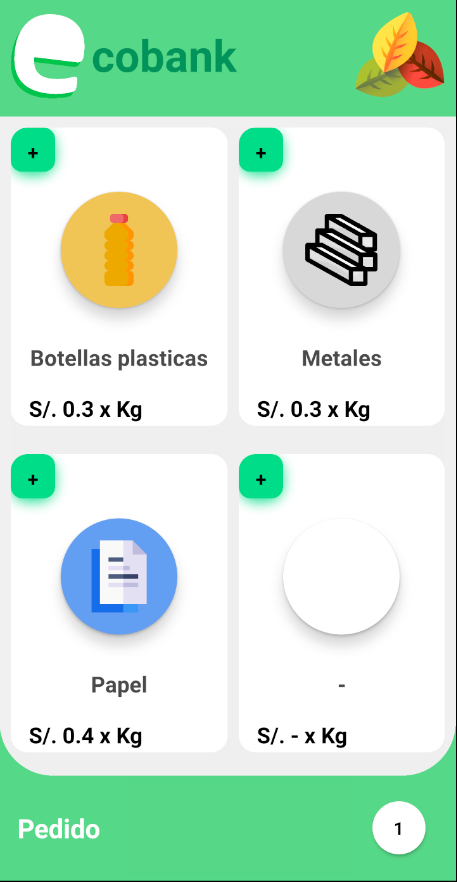 ecobank
+
+
Botellas plasticas
Metales
S/. 0.3 x Kg
S/. 0.3 x Kg
+
+
Papel
-
S/. 0.4 x Kg
S/. - x Kg
Pedido
1